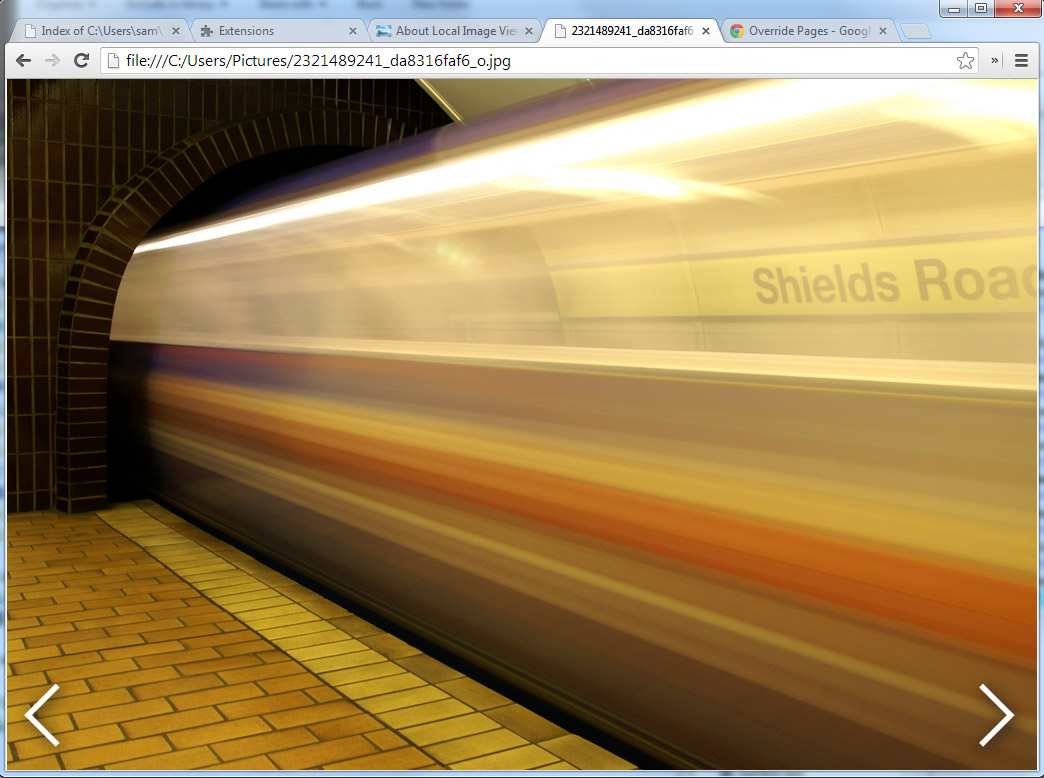 Index of C:\Users\sam\
Extensions
About Local Image Vie
2321489241_da8316faf6
Override Pages - Googl
file:///C:/Users/Pictures/2321489241_da8316faf6_o.jpg
»
Shields Road